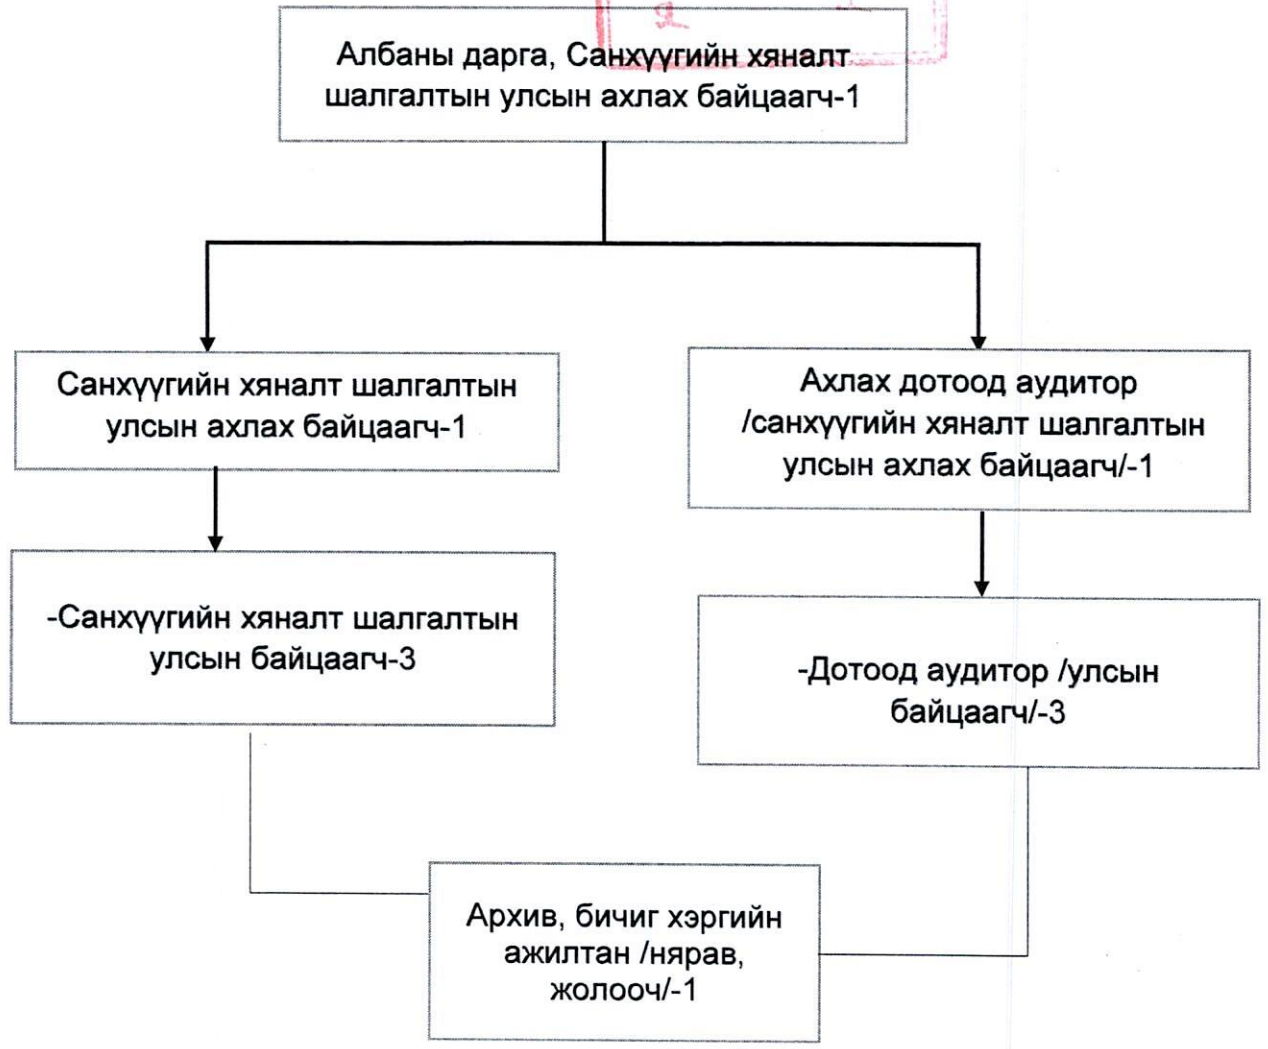 Албаны дарга, Санхүүгийн хяналт
шалгалтын улсын ахлах байцаагч-1
Санхүүгийн хяналт шалгалтын
улсын ахлах байцаагч-1
Ахлах дотоод аудитор
/санхүүгийн хяналт шалгалтын
улсын ахлах байцаагч/-1
-Санхүүгийн хяналт шалгалтын
улсын байцаагч-3
-Дотоод аудитор /улсын
байцаагч/-3
Архив, бичиг хэргийн
ажилтан /нярав,
жолооч/-1